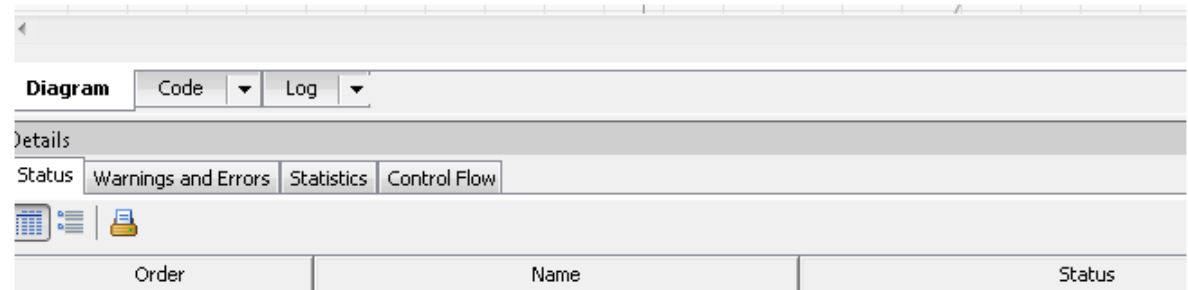 Diagram Code Log
Details
Status Warnings and Errors Statistics Control Flow
Order Name Status